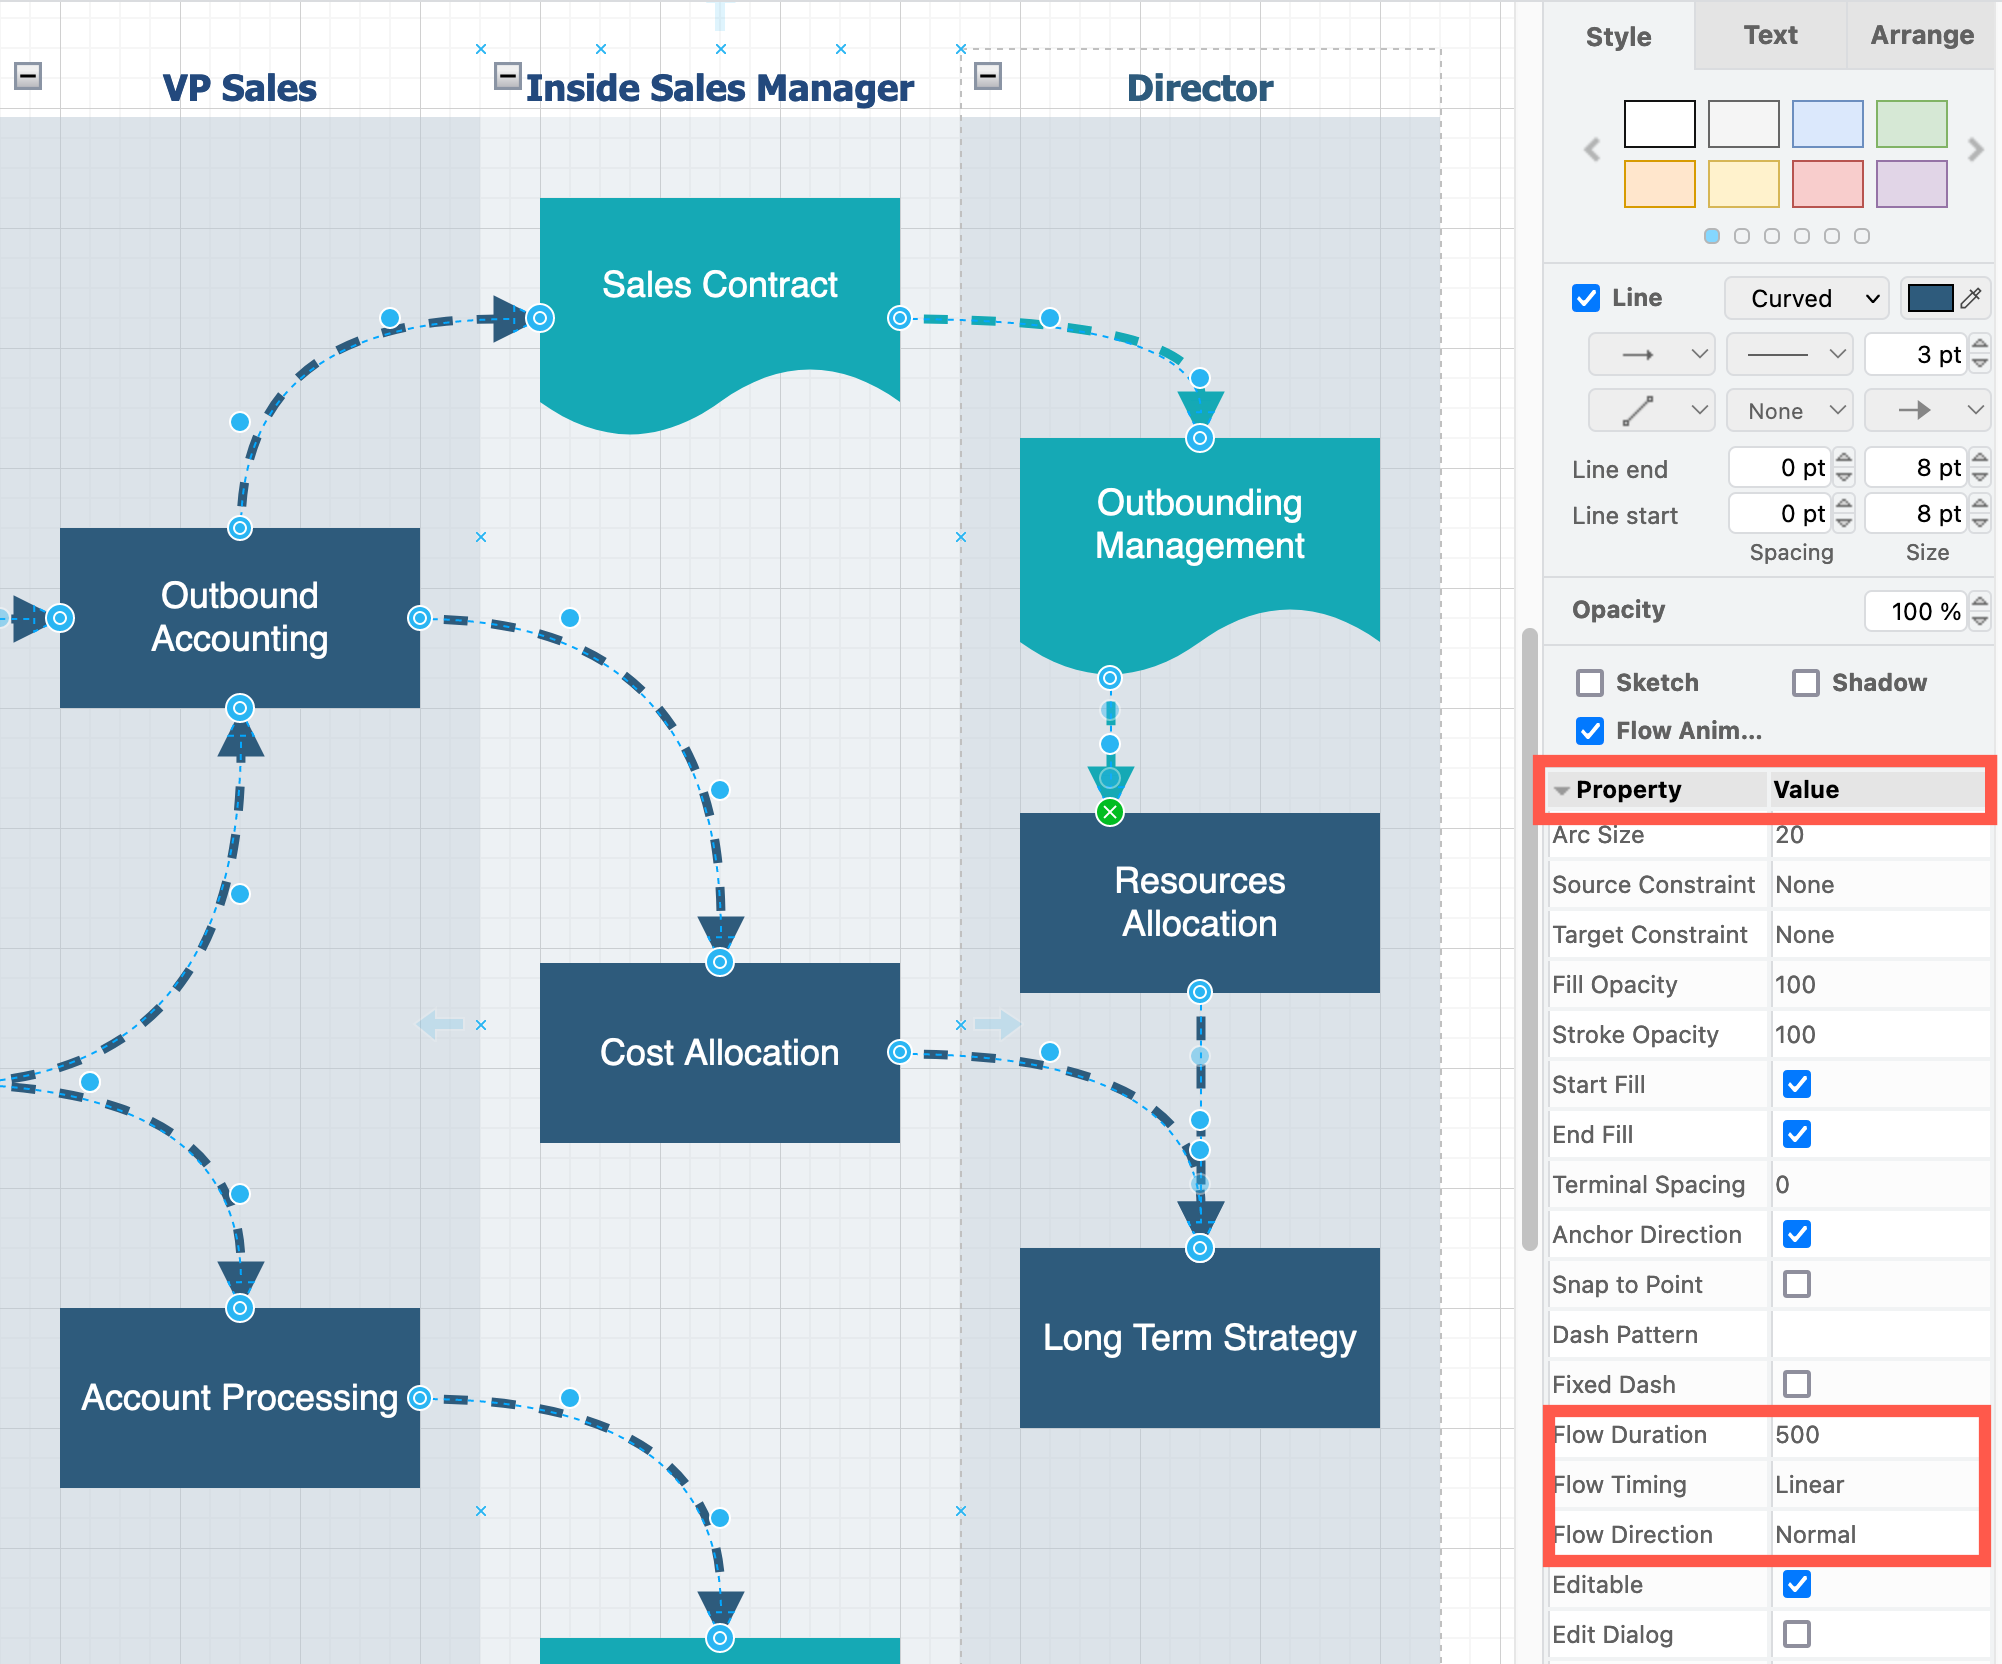 VP Sales
Inside Sales Manager
Director
Sales Contract
Outbounding
Management
Outbound
Accounting
Resources
Allocation
Cost Allocation
Long Term Strategy
Account Processing
Style
Text
Arrange
Line
Curved
3 pt
None
Line end
0 pt
8 pt
Line start
0 pt
8 pt
Spacing
Size
Opacity
100 %
Sketch
Shadow
Flow Anim...
Property
Value
Arc Size
20
Source Constraint
None
Target Constraint
None
Fill Opacity
100
Stroke Opacity
100
Start Fill
End Fill
Terminal Spacing
0
Anchor Direction
Snap to Point
Dash Pattern
Fixed Dash
Flow Duration
500
Flow Timing
Linear
Flow Direction
Normal
Editable
Edit Dialog